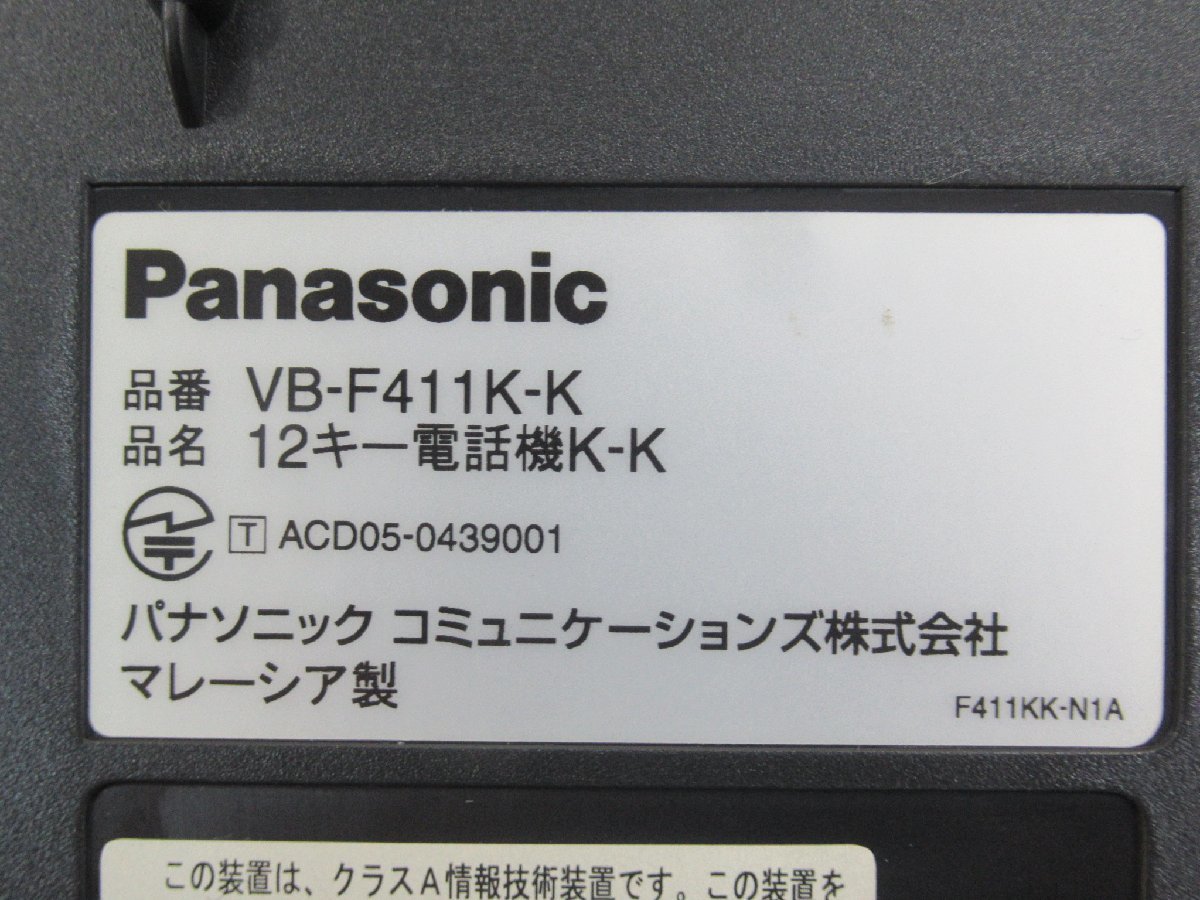 Panasonic
品番 VB-F411K-K
品名 12キー電話機K-K
T ACD05-0439001
パナソニック コミュニケーションズ株式会社
マレーシア製
F411KK-N1A
この装置は、クラスA情報技術装置です。この装置を